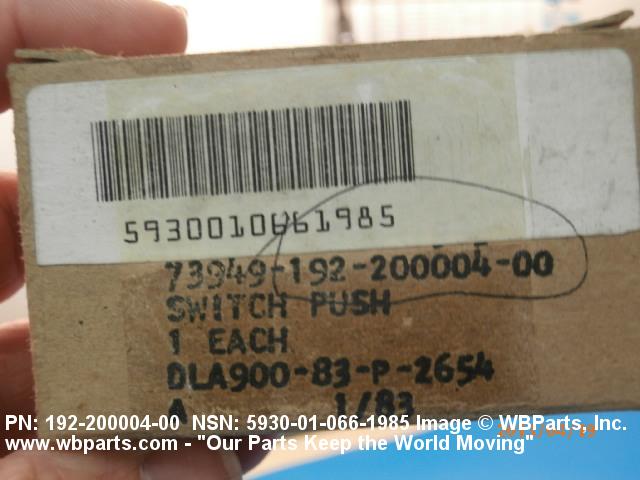 5930010661985
73949-192-200004-00
SWITCH PUSH
1 EACH
DLA900-83-P-2654
A 1/83
PN: 192-200004-00 NSN: 5930-01-066-1985 Image © WBParts, Inc.
www.wbparts.com - "Our Parts Keep the World Moving"